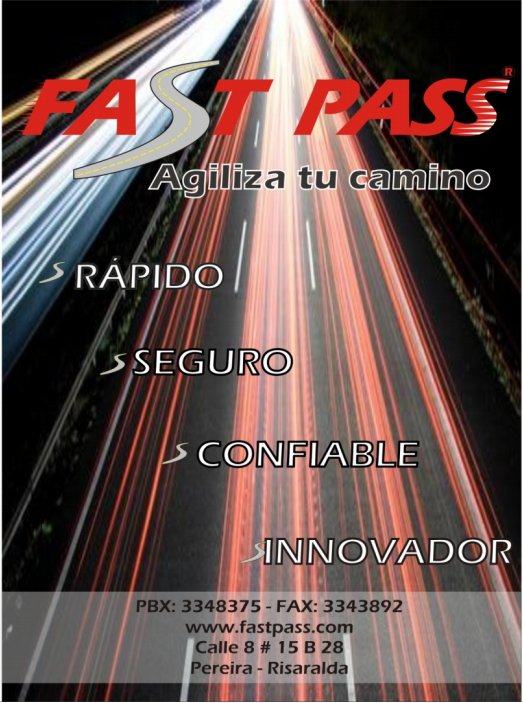 FAST PASS®
Agiliza tu camino
RÁPIDO
SEGURO
CONFIABLE
INNOVADOR
PBX: 3348375 - FAX: 3343892
www.fastpass.com
Calle 8 # 15 B 28
Pereira - Risaralda